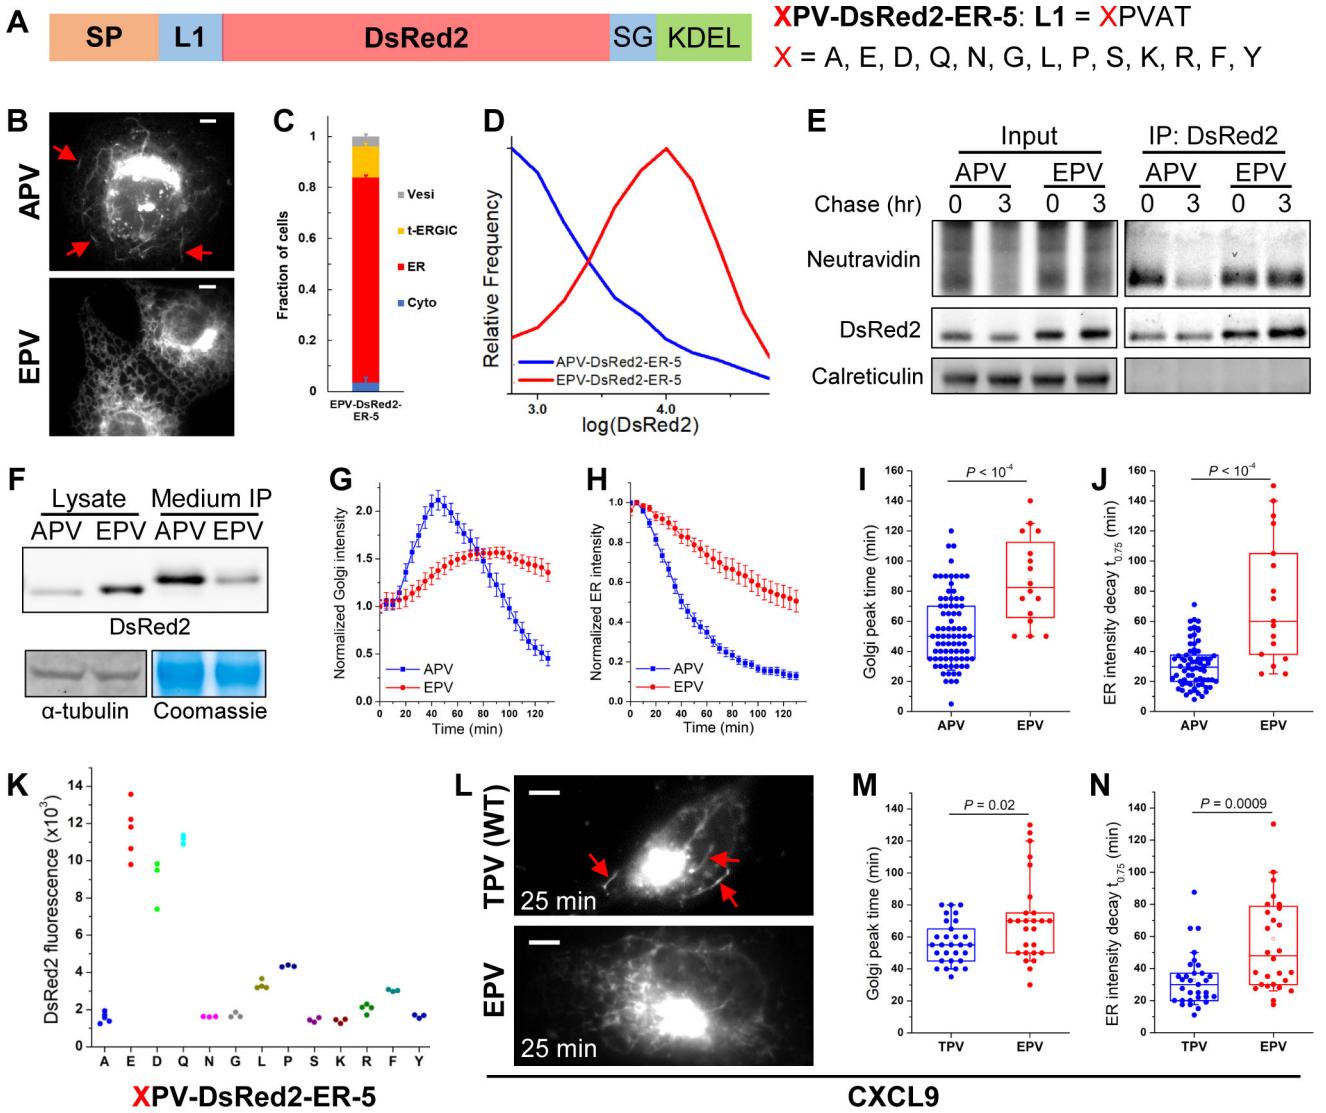 A
SP L1 DsRed2 SG KDEL
XPV-DsRed2-ER-5: L1 = XPVAT
X = A, E, D, Q, N, G, L, P, S, K, R, F, Y
B
APV
EPV
C
Fraction of cells
1
0.8
0.6
0.4
0.2
0
Vesi
t-ERGIC
ER
Cyto
EPV-DsRed2-
ER-5
D
Relative Frequency
APV-DsRed2-ER-5
EPV-DsRed2-ER-5
3.0 4.0
log(DsRed2)
E
Input IP: DsRed2
APV EPV APV EPV
Chase (hr) 0 3 0 3 0 3 0 3
Neutravidin
DsRed2
Calreticulin
F
Lysate Medium IP
APV EPV APV EPV
DsRed2
α-tubulin Coomassie
G
Normalized Golgi intensity
2.0
1.5
1.0
0.5
0.0
APV
EPV
0 20 40 60 80 100 120
Time (min)
H
Normalized ER intensity
1.0
0.8
0.6
0.4
0.2
0.0
APV
EPV
0 20 40 60 80 100 120
Time (min)
I
Golgi peak time (min)
160
140
120
100
80
60
40
20
0
P < 10-4
APV EPV
J
ER intensity decay t0.75 (min)
160
140
120
100
80
60
40
20
0
P < 10-4
APV EPV
K
DsRed2 fluorescence (x10³)
14
12
10
8
6
4
2
0
A E D Q N G L P S K R F Y
XPV-DsRed2-ER-5
L
TPV (WT)
25 min
EPV
25 min
M
Golgi peak time (min)
140
120
100
80
60
40
20
0
P = 0.02
TPV EPV
N
ER intensity decay t0.75 (min)
140
120
100
80
60
40
20
0
P = 0.0009
TPV EPV
CXCL9